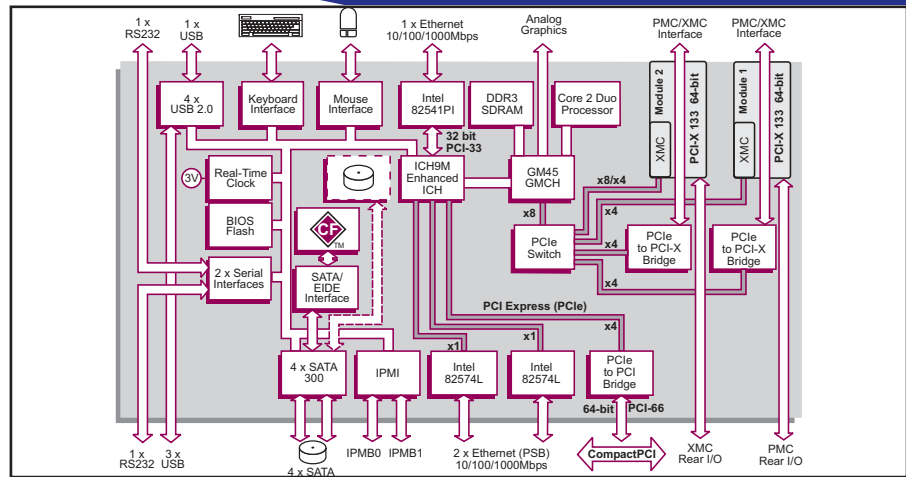 1 x
RS232
1 x
USB
1 x Ethernet
10/100/1000Mbps
Analog
Graphics
PMC/XMC
Interface
PMC/XMC
Interface
4 x
USB 2.0
Keyboard
Interface
Mouse
Interface
Intel
82541PI
DDR3
SDRAM
Core 2 Duo
Processor
XMC Module 2
PCI-X 133 64-bit
XMC Module 1
PCI-X 133 64-bit
32 bit
PCI-33
3V
Real-Time
Clock
ICH9M
Enhanced
ICH
GM45
GMCH
x8/x4
x8
x4
BIOS
Flash
CF
TM
PCIe
Switch
x4
PCIe
to PCI-X
Bridge
PCIe
to PCI-X
Bridge
2 x Serial
Interfaces
SATA/
EIDE
Interface
x4
PCI Express (PCIe)
x4
x1
x1
4 x SATA
300
IPMI
Intel
82574L
Intel
82574L
PCIe
to PCI
Bridge
64-bit
PCI-66
1 x
RS232
3 x
USB
4 x SATA
IPMB0
IPMB1
2 x Ethernet (PSB)
10/100/1000Mbps
CompactPCI
XMC
Rear I/O
PMC
Rear I/O